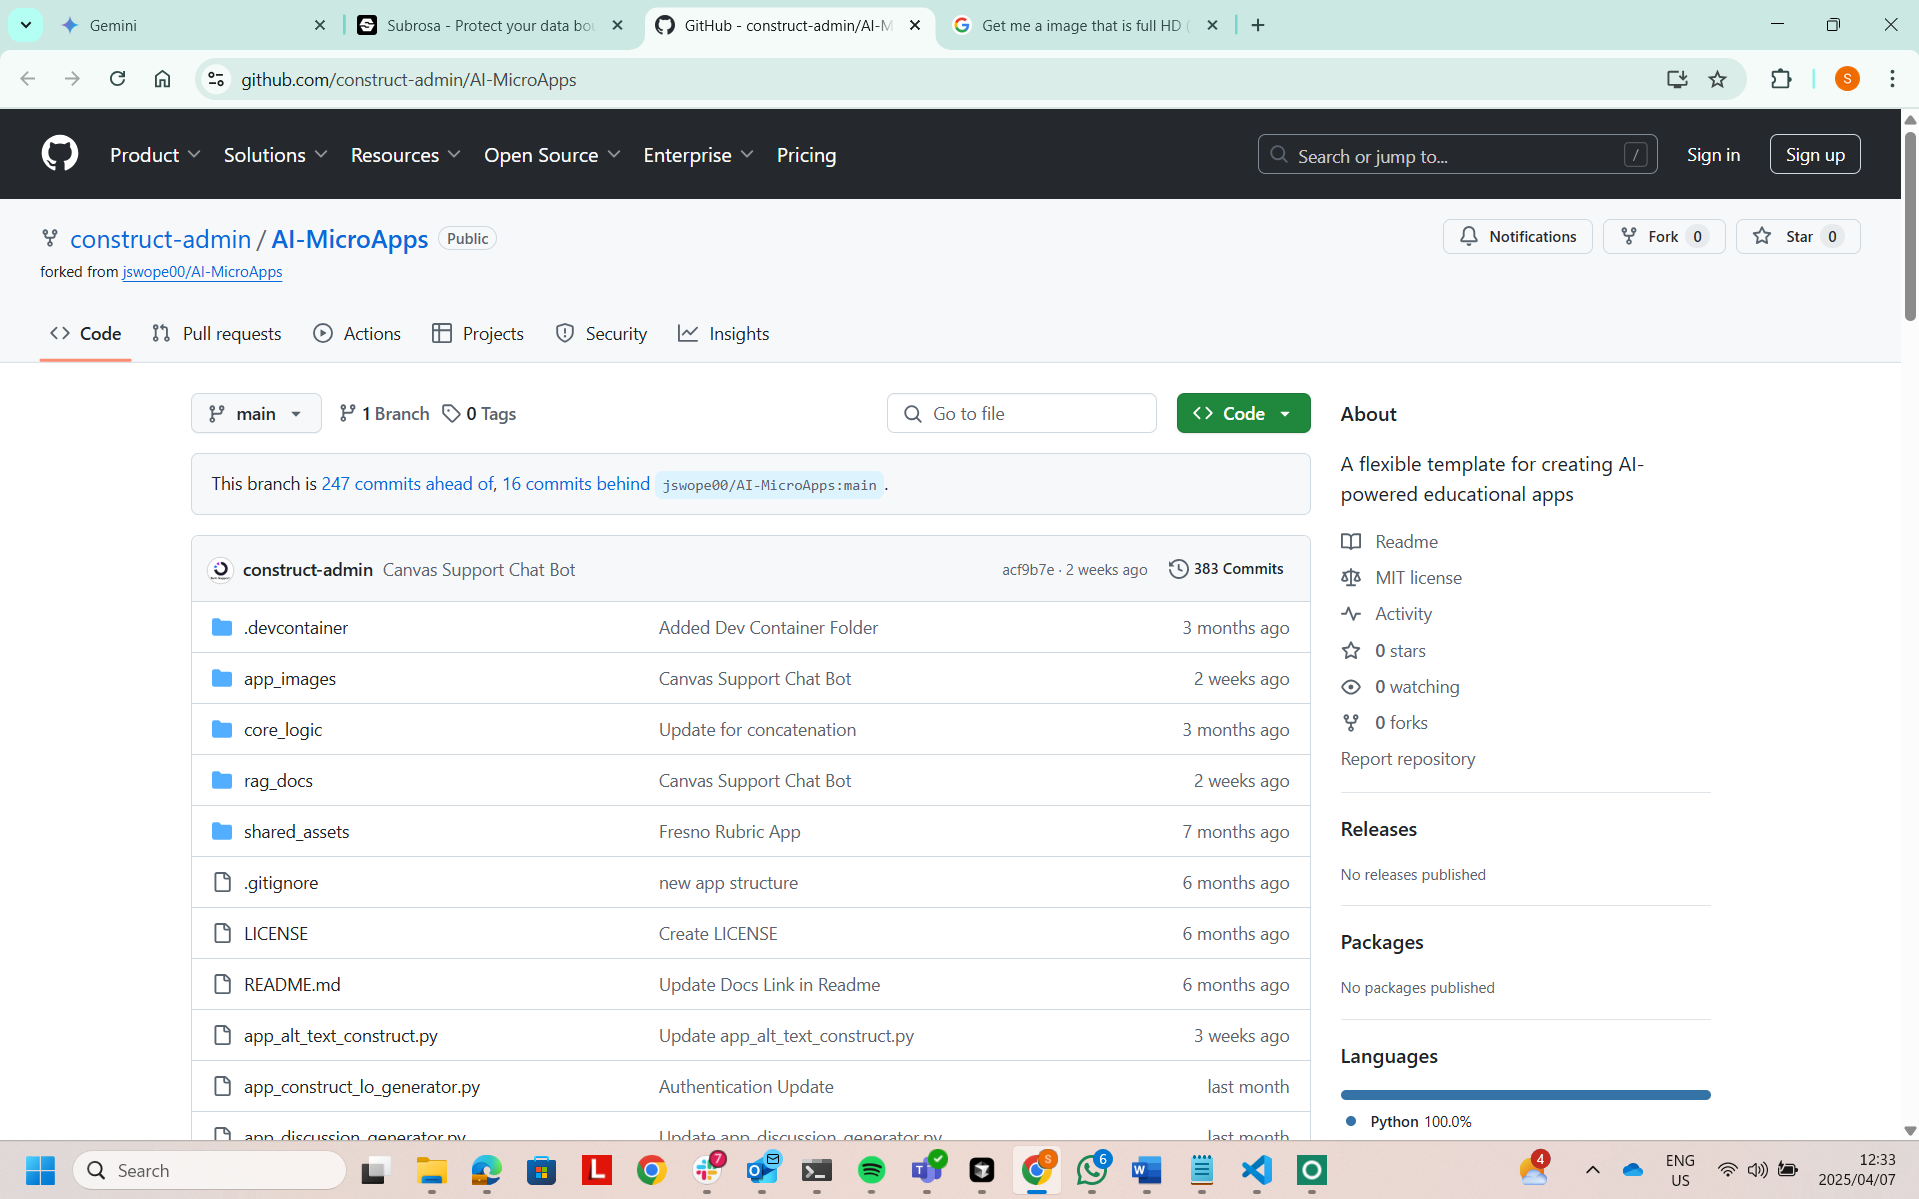 Gemini
Subrosa - Protect your data bou
GitHub - construct-admin/AI-M
Get me a image that is full HD (
github.com/construct-admin/AI-MicroApps
S
Product
Solutions
Resources
Open Source
Enterprise
Pricing
Search or jump to...
/
Sign in
Sign up
construct-admin / AI-MicroApps
Public
Notifications
Fork 0
Star 0
forked from jswope00/AI-MicroApps
Code
Pull requests
Actions
Projects
Security
Insights
main
1 Branch
0 Tags
Go to file
Code
This branch is 247 commits ahead of, 16 commits behind jswope00/AI-MicroApps:main .
construct-admin Canvas Support Chat Bot
acf9b7e · 2 weeks ago
383 Commits
.devcontainer
Added Dev Container Folder
3 months ago
app_images
Canvas Support Chat Bot
2 weeks ago
core_logic
Update for concatenation
3 months ago
rag_docs
Canvas Support Chat Bot
2 weeks ago
shared_assets
Fresno Rubric App
7 months ago
.gitignore
new app structure
6 months ago
LICENSE
Create LICENSE
6 months ago
README.md
Update Docs Link in Readme
6 months ago
app_alt_text_construct.py
Update app_alt_text_construct.py
3 weeks ago
app_construct_lo_generator.py
Authentication Update
last month
app_discussion_generator.py
Update app_discussion_generator.py
last month
About
A flexible template for creating AI-
powered educational apps
Readme
MIT license
Activity
0 stars
0 watching
0 forks
Report repository
Releases
No releases published
Packages
No packages published
Languages
Python 100.0%
Search
L
7
S
6
4
ENG
US
12:33
2025/04/07